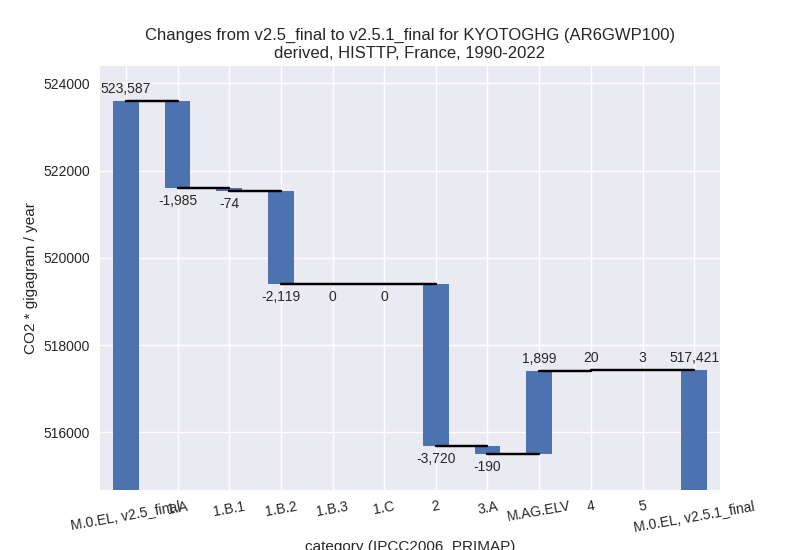 Changes from v2.5_final to v2.5.1_final for KYOTOGHG (AR6GWP100)
derived, HISTTP, France, 1990-2022
CO2 * gigagram / year
524000
522000
520000
518000
516000
523,587
-1,985
-74
-2,119
0
0
-3,720
-190
1,899
20
3
517,421
M.0.EL, v2.5_final
1.A
1.B.1
1.B.2
1.B.3
1.C
2
3.A
M.AG.ELV
4
5
M.0.EL, v2.5.1_final
category (IPCC2006_PRIMAP)